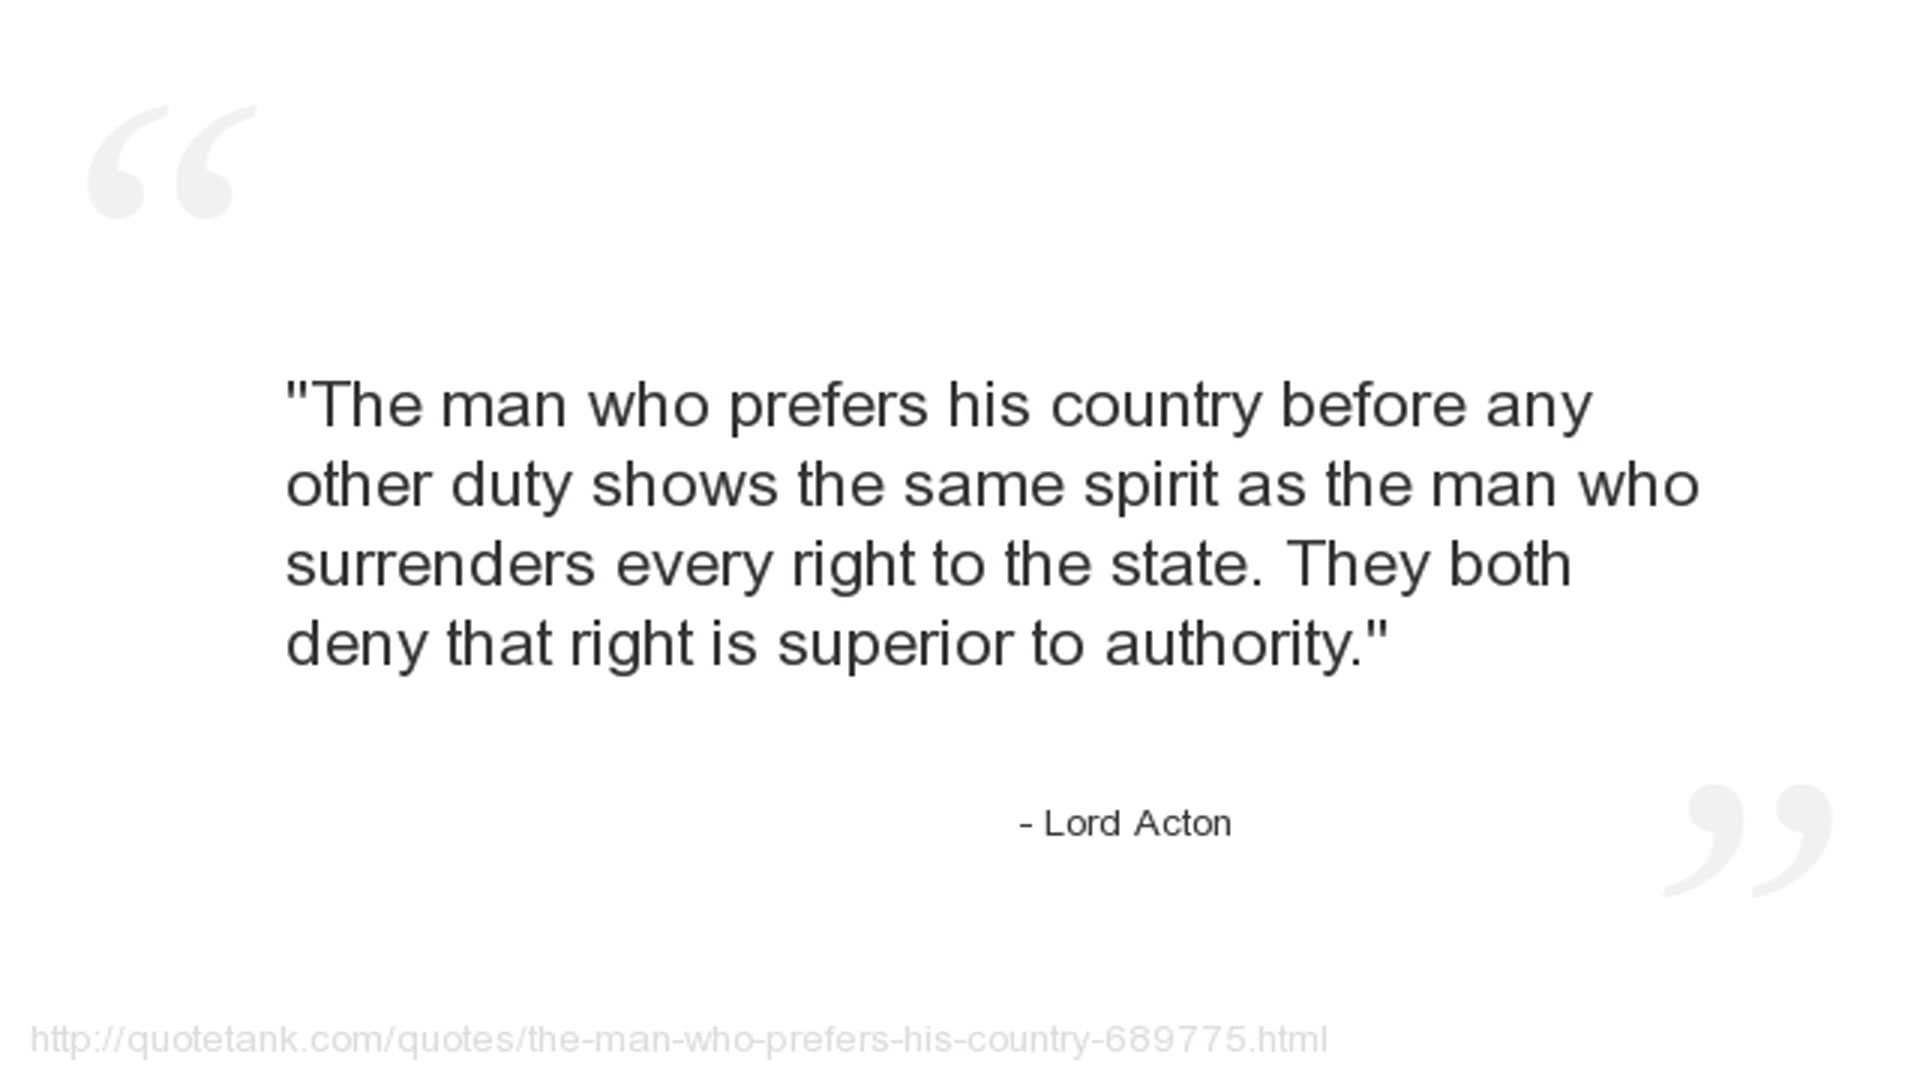 "The man who prefers his country before any
other duty shows the same spirit as the man who
surrenders every right to the state. They both
deny that right is superior to authority."
- Lord Acton
http://quotetank.com/quotes/the-man-who-prefers-his-country-689775.html